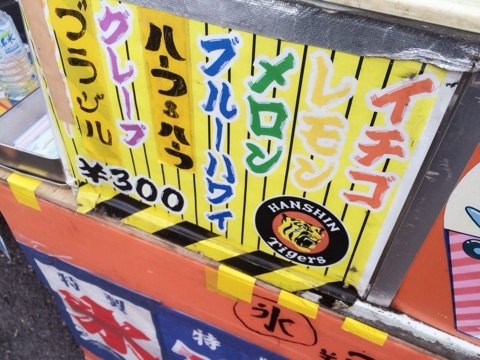 イチゴ
レモン
メロン
ブルーハワイ
ハーフ&ハーフ
グレープ
ブラジル
¥300
HANSHIN
Tigers
氷
特製
氷
特